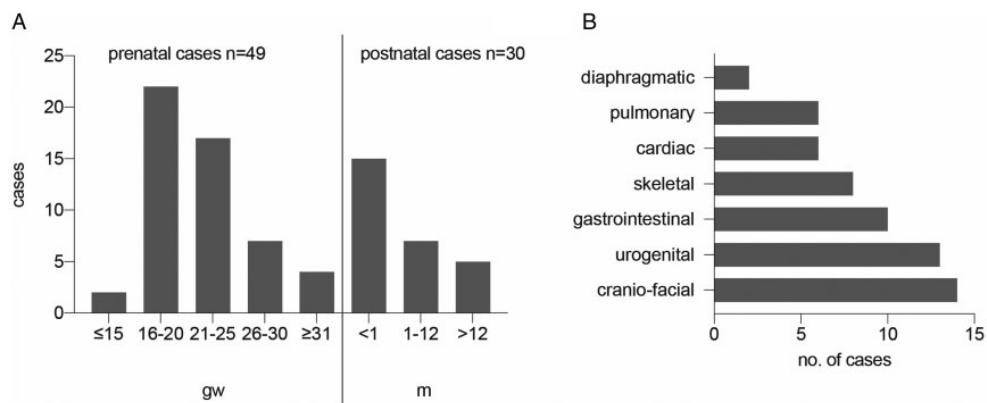 A
prenatal cases n=49
postnatal cases n=30
cases
25
20
15
10
5
0
≤15 16-20 21-25 26-30 ≥31 <1 1-12 >12
gw m
B
diaphragmatic
pulmonary
cardiac
skeletal
gastrointestinal
urogenital
cranio-facial
0 5 10 15
no. of cases